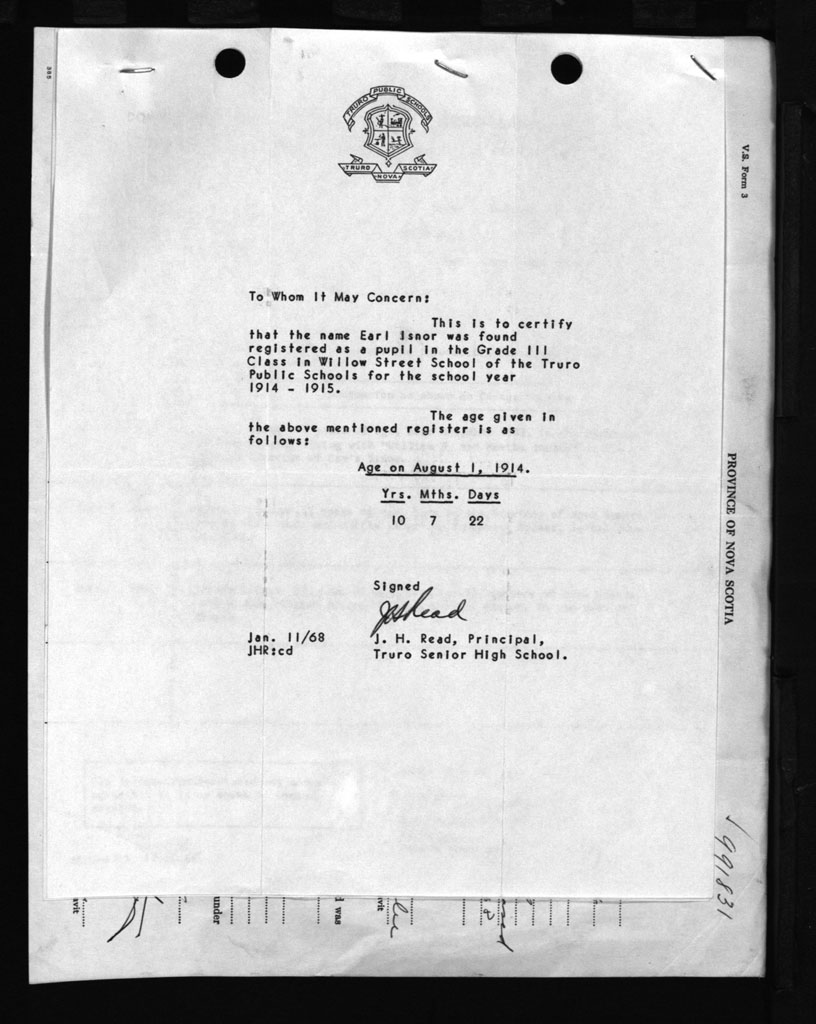 TRURO PUBLIC SCHOOLS
TRURO NOVA SCOTIA
To Whom It May Concern:
This is to certify
that the name Earl Isnor was found
registered as a pupil in the Grade III
Class in Willow Street School of the Truro
Public Schools for the school year
1914 - 1915.
The age given in
the above mentioned register is as
follows:
Age on August 1, 1914.
Yrs. Mths. Days
10 7 22
Signed
JHRead
Jan. 11/68 J. H. Read, Principal,
JHR:cd Truro Senior High School.
V.S. Form 3
PROVINCE OF NOVA SCOTIA
991831
under
I was